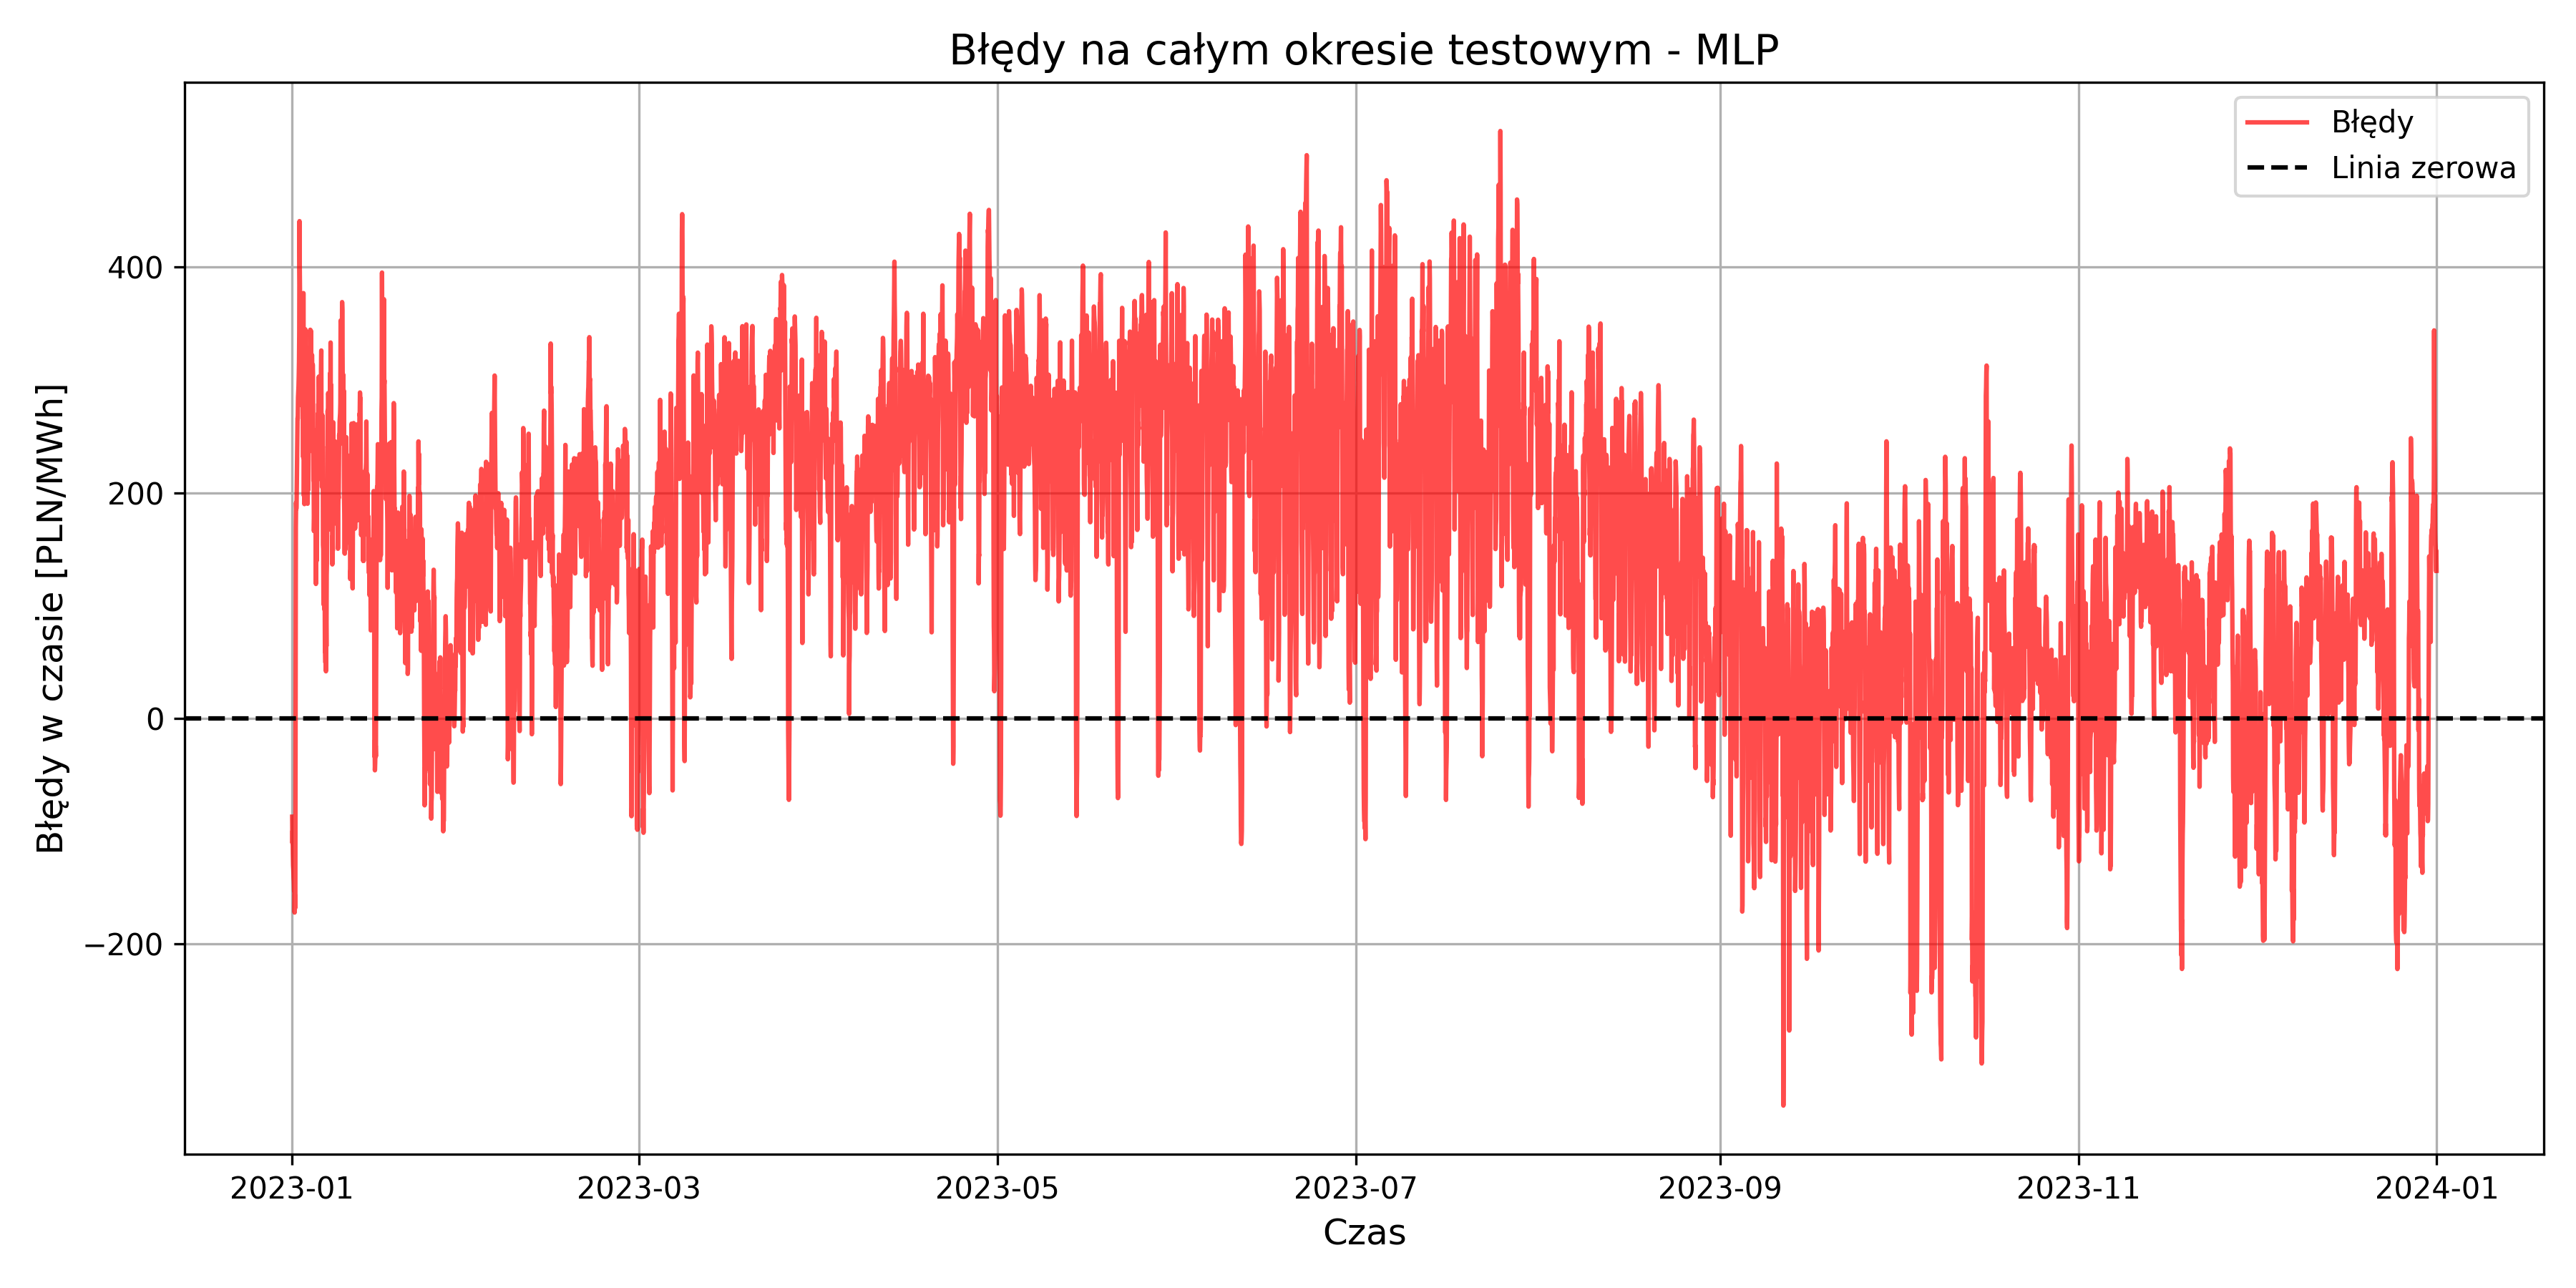 Błędy na całym okresie testowym - MLP
Błędy
Linia zerowa
Błędy w czasie [PLN/MWh]
400
200
0
−200
2023-01
2023-03
2023-05
2023-07
2023-09
2023-11
2024-01
Czas